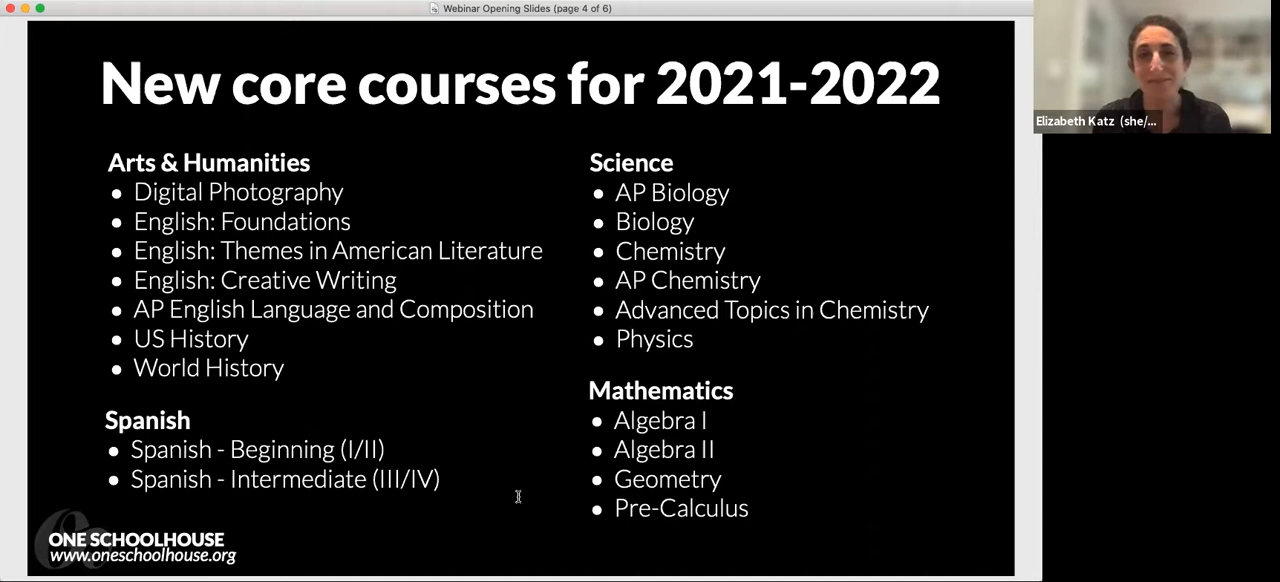 Webinar Opening Slides (page 4 of 6)
New core courses for 2021-2022
Arts & Humanities
• Digital Photography
• English: Foundations
• English: Themes in American Literature
• English: Creative Writing
• AP English Language and Composition
• US History
• World History
Spanish
• Spanish - Beginning (I/II)
• Spanish - Intermediate (III/IV)
Science
• AP Biology
• Biology
• Chemistry
• AP Chemistry
• Advanced Topics in Chemistry
• Physics
Mathematics
• Algebra I
• Algebra II
• Geometry
• Pre-Calculus
ONE SCHOOLHOUSE
www.oneschoolhouse.org
Elizabeth Katz (she/...